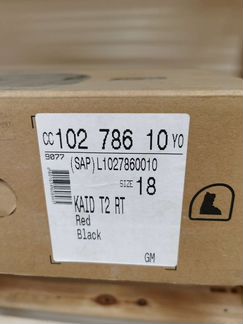 CC 102 786 10 YO
9077
(SAP)L1027860010
SIZE 18
KAID T2 RT
Red
Black
GM